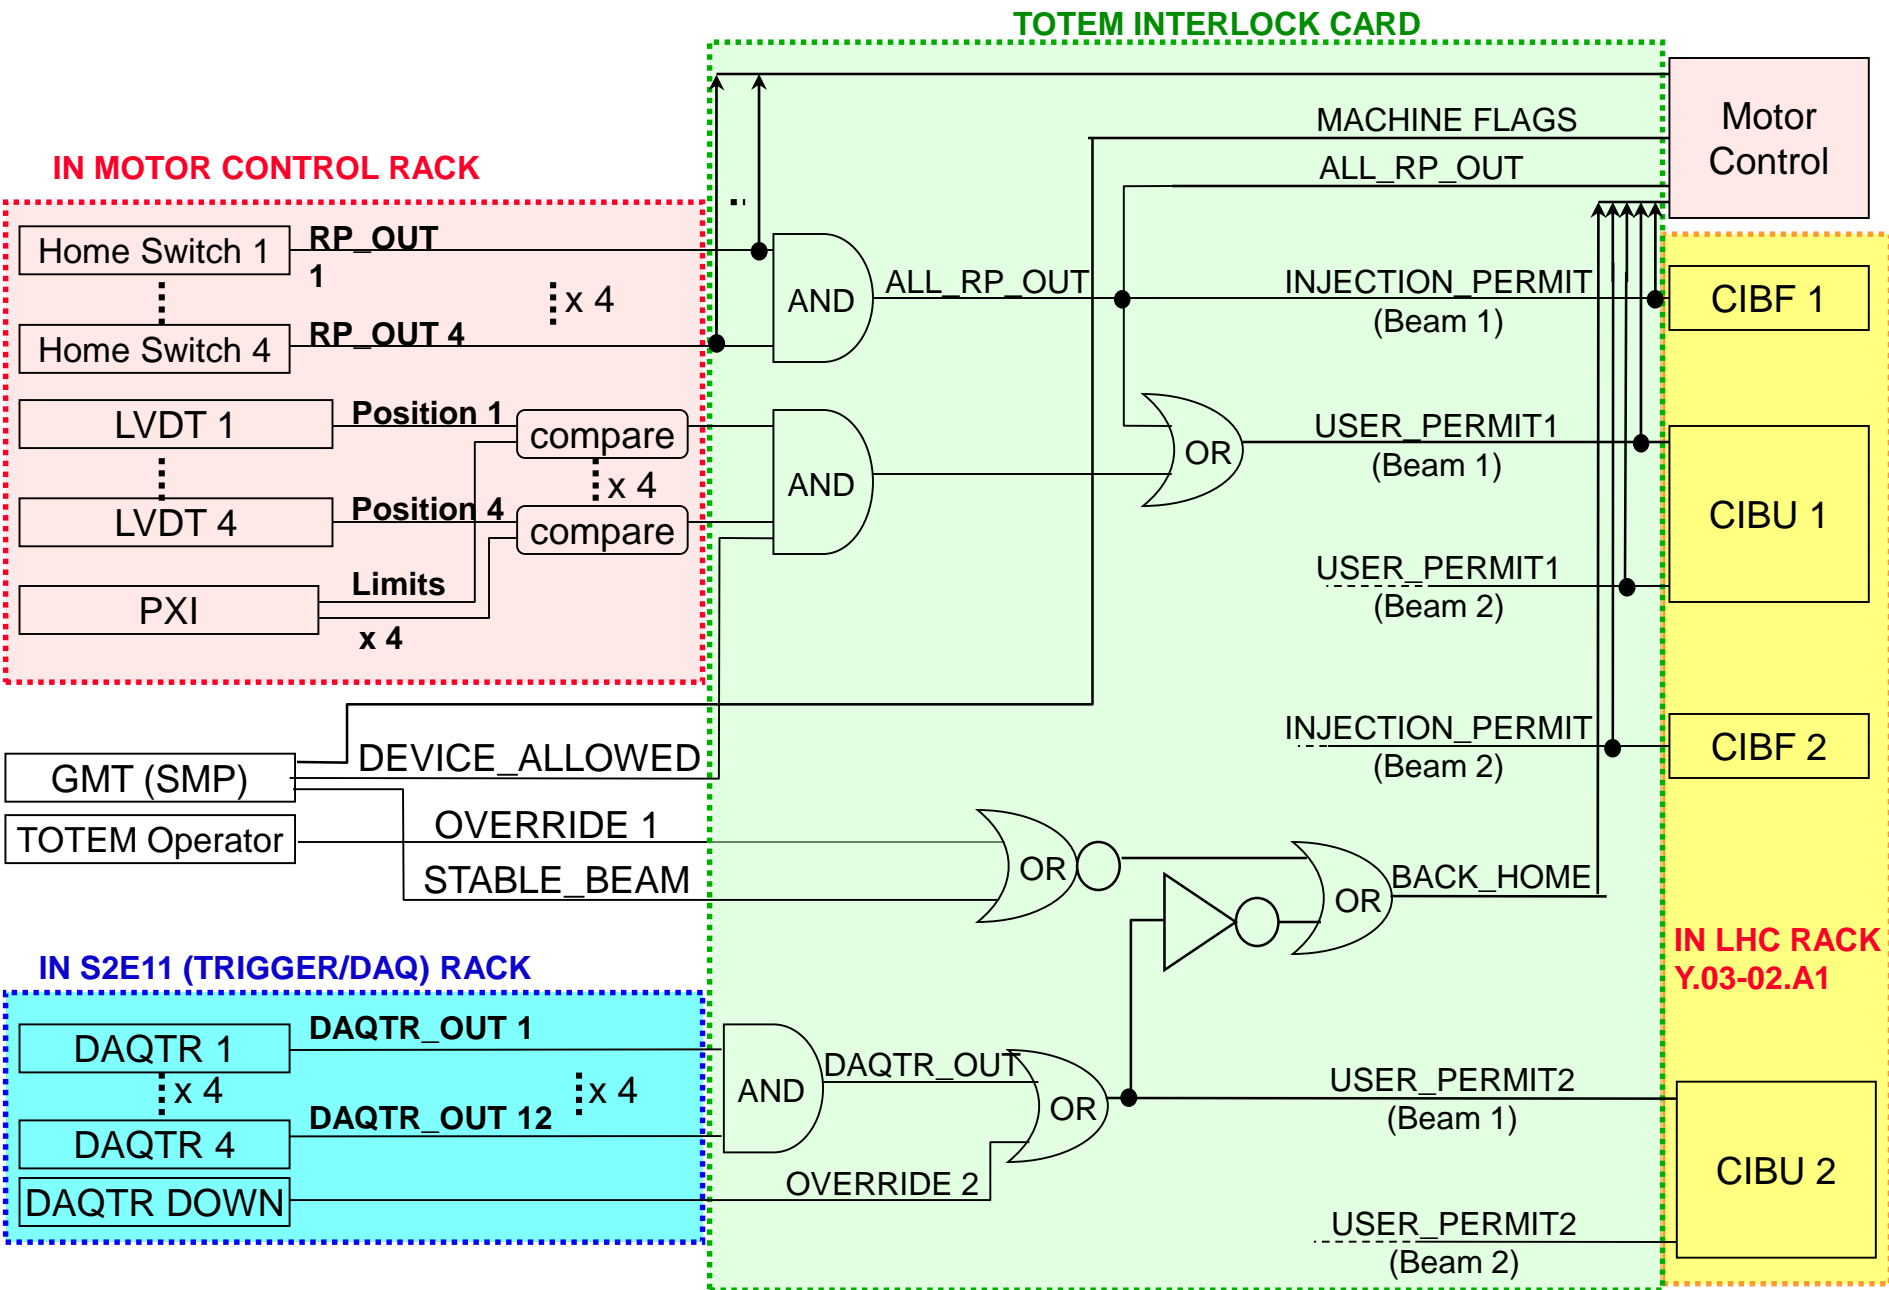 TOTEM INTERLOCK CARD
MACHINE FLAGS
Motor
Control
ALL_RP_OUT
IN MOTOR CONTROL RACK
Home Switch 1
RP_OUT
1
x 4
Home Switch 4
RP_OUT 4
AND
ALL_RP_OUT
INJECTION_PERMIT
(Beam 1)
CIBF 1
LVDT 1
Position 1
compare
x 4
LVDT 4
Position 4
compare
AND
OR
USER_PERMIT1
(Beam 1)
CIBU 1
USER_PERMIT1
(Beam 2)
PXI
Limits
x 4
INJECTION_PERMIT
(Beam 2)
CIBF 2
GMT (SMP)
DEVICE_ALLOWED
TOTEM Operator
OVERRIDE 1
STABLE_BEAM
OR
OR
BACK_HOME
IN LHC RACK
Y.03-02.A1
IN S2E11 (TRIGGER/DAQ) RACK
DAQTR 1
DAQTR_OUT 1
x 4
x 4
DAQTR 4
DAQTR_OUT 12
AND
DAQTR_OUT
OR
USER_PERMIT2
(Beam 1)
CIBU 2
DAQTR DOWN
OVERRIDE 2
USER_PERMIT2
(Beam 2)